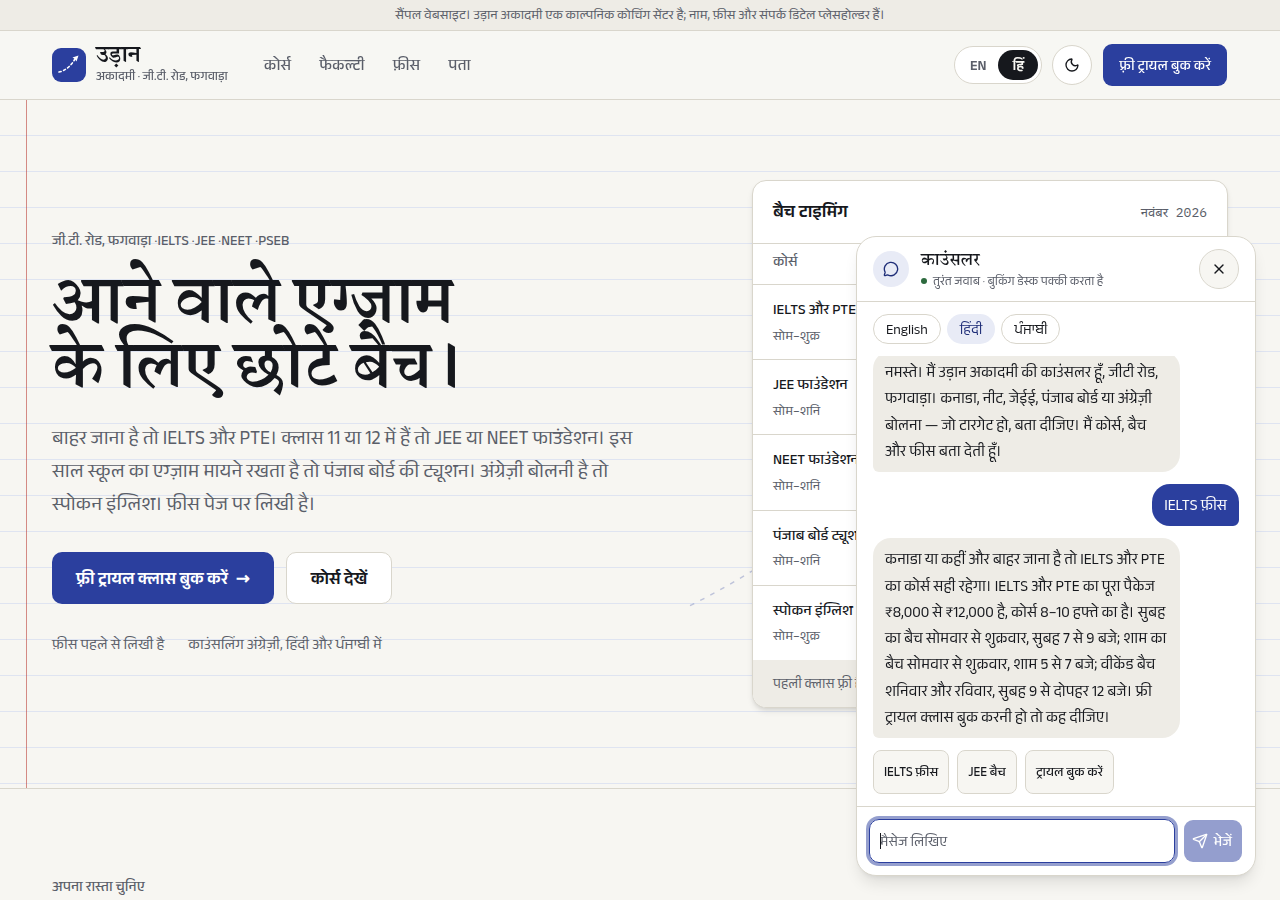 सैंपल वेबसाइट। उड़ान अकादमी एक काल्पनिक कोचिंग सेंटर है; नाम, फ़ीस और संपर्क डिटेल प्लेसहोल्डर हैं।
उड़ान
अकादमी · जी.टी. रोड, फगवाड़ा
कोर्स फैकल्टी फ़ीस पता
EN हिं
फ़्री ट्रायल बुक करें
जी.टी. रोड, फगवाड़ा ·IELTS ·JEE ·NEET ·PSEB
आने वाले एग्ज़ाम
के लिए छोटे बैच।
बाहर जाना है तो IELTS और PTE। क्लास 11 या 12 में हैं तो JEE या NEET फाउंडेशन। इस
साल स्कूल का एग्ज़ाम मायने रखता है तो पंजाब बोर्ड की ट्यूशन। अंग्रेज़ी बोलनी है तो
स्पोकन इंग्लिश। फ़ीस पेज पर लिखी है।
फ़्री ट्रायल क्लास बुक करें →
कोर्स देखें
फ़ीस पहले से लिखी है
काउंसलिंग अंग्रेज़ी, हिंदी और ਪੰਜਾਬੀ में
बैच टाइमिंग
नवंबर 2026
कोर्स
IELTS और PTE
सोम–शुक्र
JEE फाउंडेशन
सोम–शनि
NEET फाउंडेशन
सोम–शनि
पंजाब बोर्ड
सोम–शनि
स्पोकन इंग्लिश
सोम–शुक्र
पहली क्लास फ़्री
काउंसलर
तुरंत जवाब · बुकिंग डेस्क पक्की करता है
English हिंदी ਪੰਜਾਬੀ
नमस्ते। मैं उड़ान अकादमी की काउंसलर हूँ, जीटी रोड,
फगवाड़ा। कनाडा, नीट, जेईई, पंजाब बोर्ड या अंग्रेज़ी
बोलना — जो टारगेट हो, बता दीजिए। मैं कोर्स, बैच
और फीस बता देती हूँ।
IELTS फ़ीस
कनाडा या कहीं और बाहर जाना है तो IELTS और PTE
का कोर्स सही रहेगा। IELTS और PTE का पूरा पैकेज
₹8,000 से ₹12,000 है, कोर्स 8–10 हफ्ते का है। सुबह
का बैच सोमवार से शुक्रवार, सुबह 7 से 9 बजे; शाम का
बैच सोमवार से शुक्रवार, शाम 5 से 7 बजे; वीकेंड बैच
शनिवार और रविवार, सुबह 9 से दोपहर 12 बजे। फ्री
ट्रायल क्लास बुक करनी हो तो कह दीजिए।
IELTS फ़ीस
JEE बैच
ट्रायल बुक करें
मैसेज लिखिए
भेजें
अपना रास्ता चुनिए